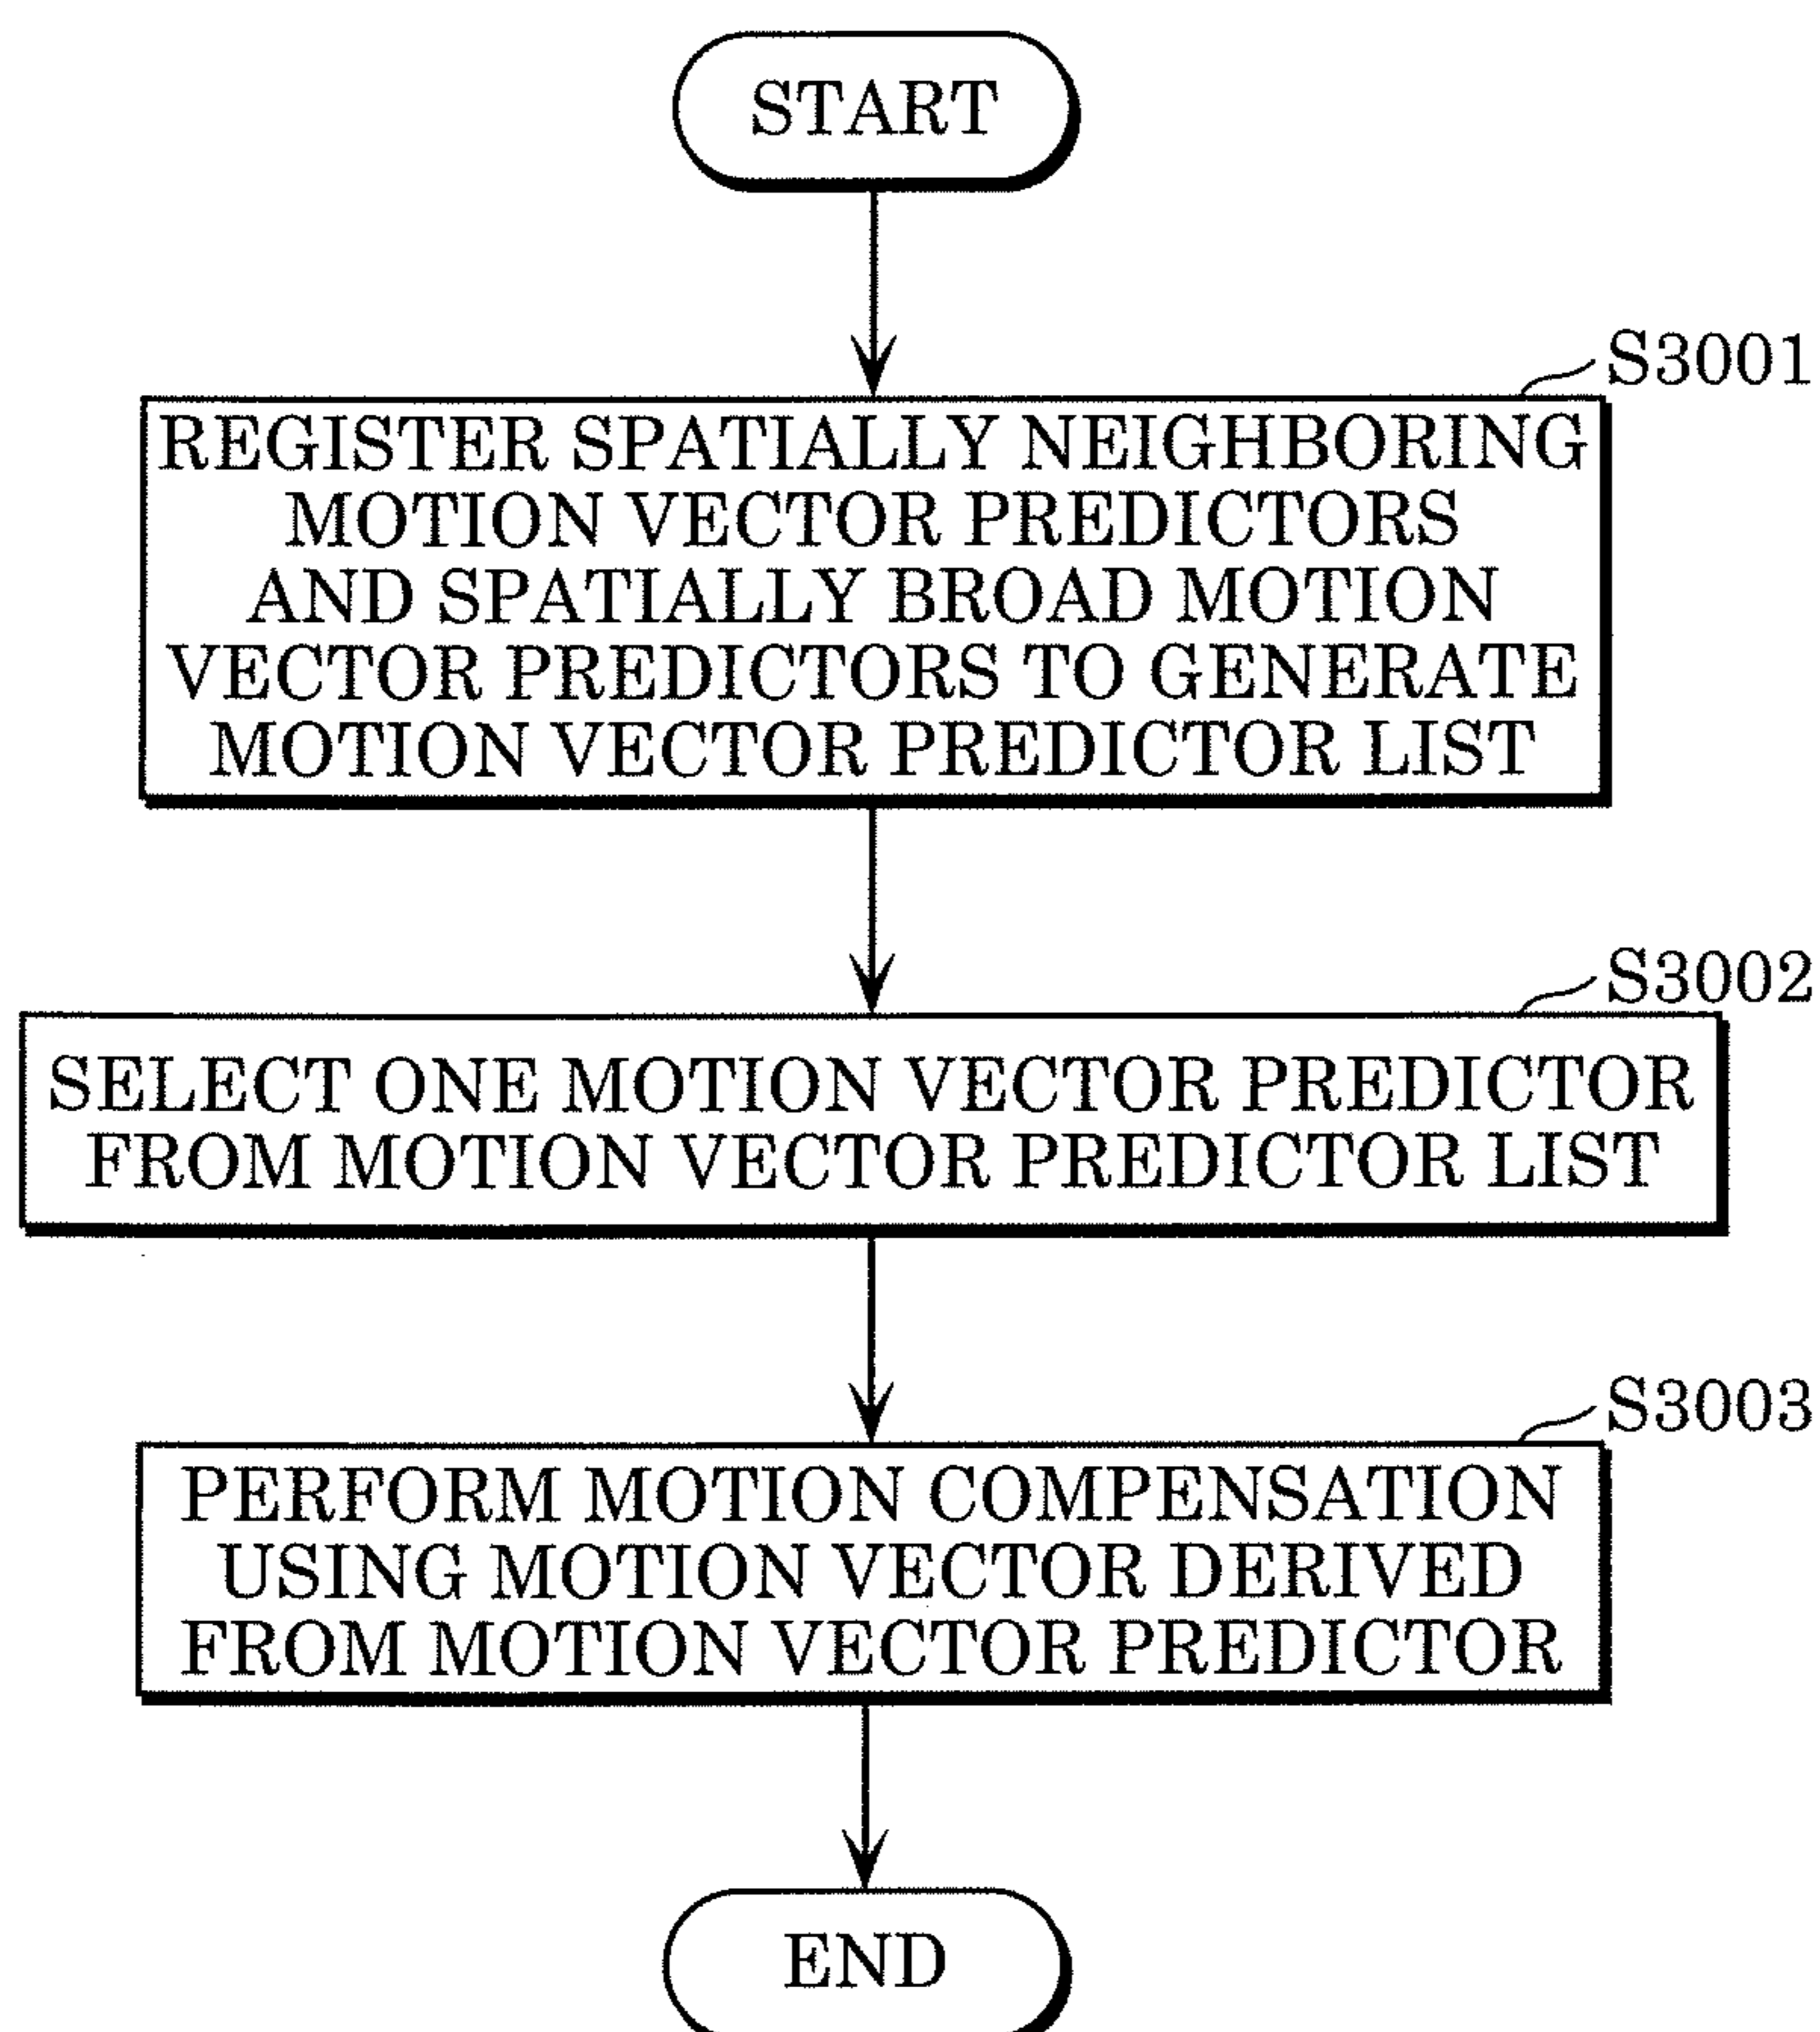 START
S3001
REGISTER SPATIALLY NEIGHBORING
MOTION VECTOR PREDICTORS
AND SPATIALLY BROAD MOTION
VECTOR PREDICTORS TO GENERATE
MOTION VECTOR PREDICTOR LIST
S3002
SELECT ONE MOTION VECTOR PREDICTOR
FROM MOTION VECTOR PREDICTOR LIST
S3003
PERFORM MOTION COMPENSATION
USING MOTION VECTOR DERIVED
FROM MOTION VECTOR PREDICTOR
END